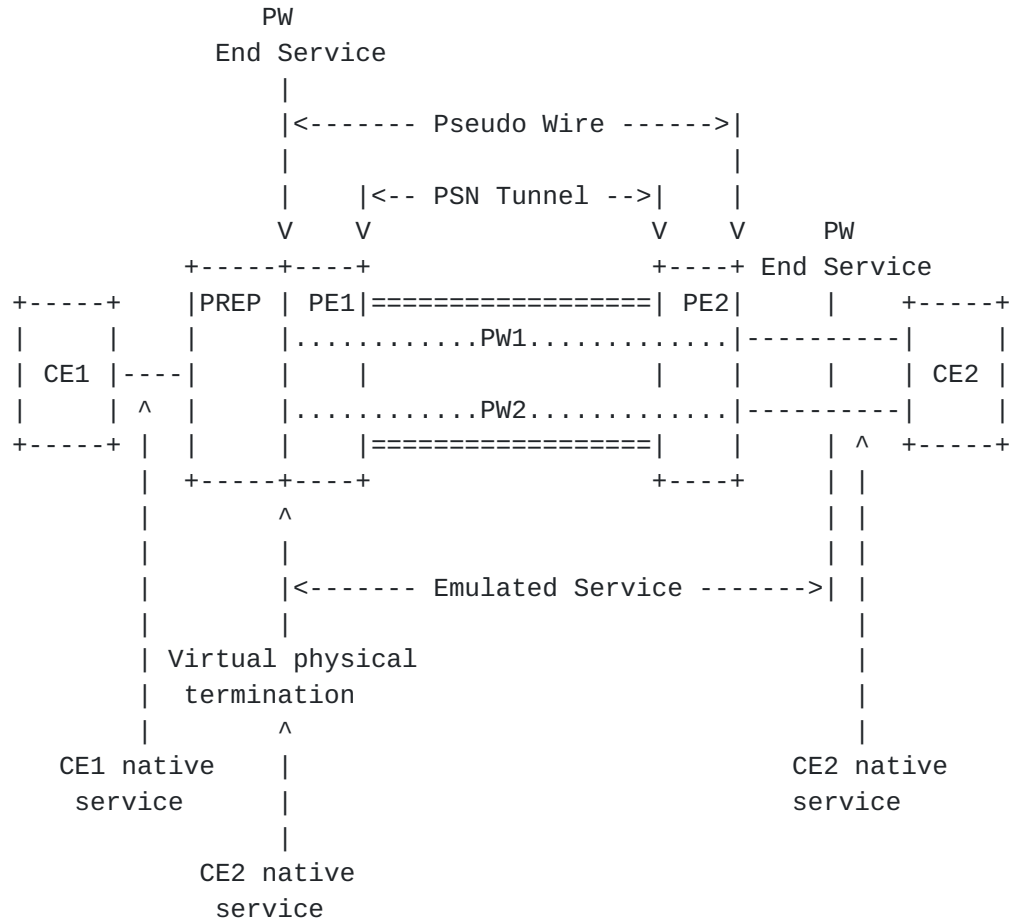 PW
End Service
|
|<------- Pseudo Wire ------>|
| |
| |<-- PSN Tunnel -->| |
V V V V PW
+-----+----+ +----+ End Service
+-----+ |PREP | PE1|==================| PE2| | +-----+
| | | |............PW1.............|----------| |
| CE1 |----| | | | | | | CE2 |
| | ^ | |............PW2.............|----------| |
+-----+ | | | |==================| | | ^ +-----+
| +-----+----+ +----+ | |
| ^ | |
| | | |
| |<------- Emulated Service ------->| |
| | |
| Virtual physical |
| termination |
| ^ |
CE1 native | CE2 native
service | service
|
CE2 native
service